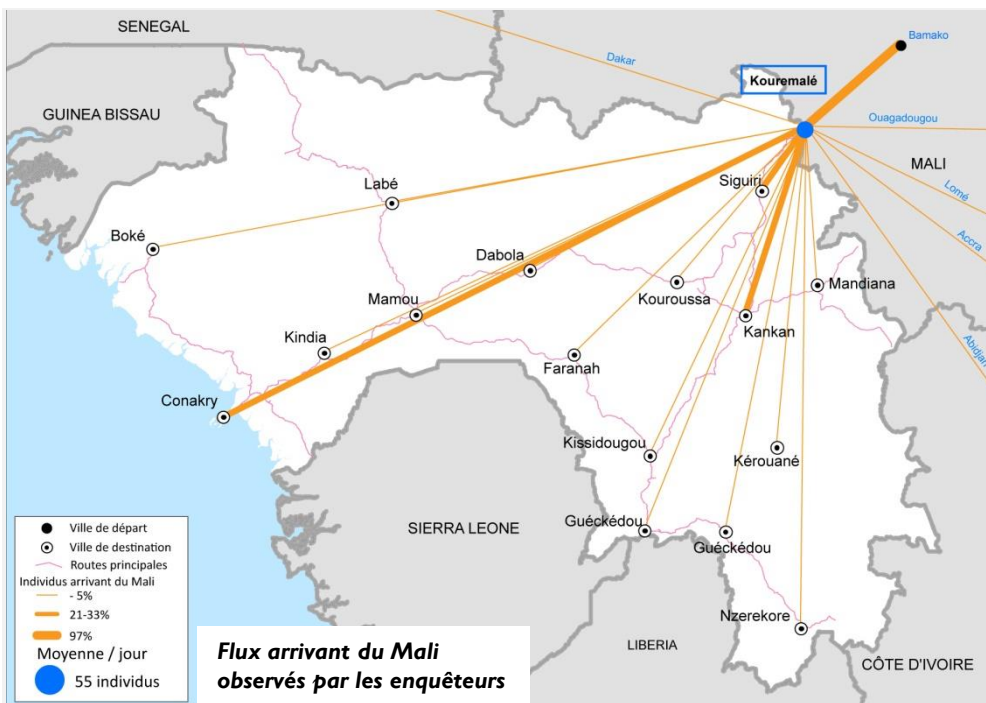 SENEGAL
Bamako
Dakar
Kouremalé
GUINEA BISSAU
Ouagadougou
MALI
Labé
Siguiri
Lomé
Boké
Accra
Dabola
Mamou
Kouroussa
Mandiana
Kindia
Kankan
Abidjan
Faranah
Conakry
Kissidougou
Kérouané
Guéckédou
SIERRA LEONE
Guéckédou
Nzerekore
LIBERIA
CÔTE D'IVOIRE
Ville de départ
Ville de destination
Routes principales
Individus arrivant du Mali
- 5%
21-33%
97%
Moyenne / jour
55 individus
Flux arrivant du Mali
observés par les enquêteurs